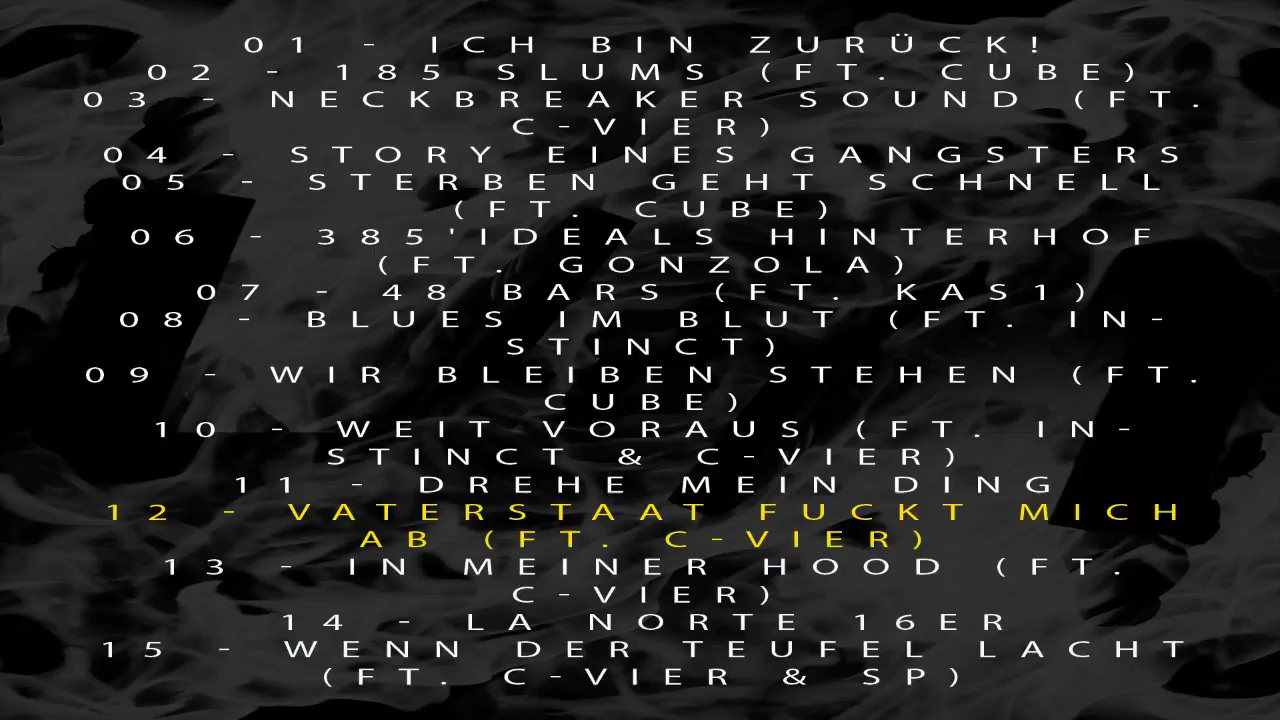 01 - ICH BIN ZURÜCK!
02 - 185 SLUMS (FT. CUBE)
03 - NECKBREAKER SOUND (FT.
C-VIER)
04 - STORY EINES GANGSTERS
05 - STERBEN GEHT SCHNELL
(FT. CUBE)
06 - 385'IDEALS HINTERHOF
(FT. GONZOLA)
07 - 48 BARS (FT. KAS1)
08 - BLUES IM BLUT (FT. IN-
STINCT)
09 - WIR BLEIBEN STEHEN (FT.
CUBE)
10 - WEIT VORAUS (FT. IN-
STINCT & C-VIER)
11 - DREHE MEIN DING
12 - VATERSTAAT FUCKT MICH
AB (FT. C-VIER)
13 - IN MEINER HOOD (FT.
C-VIER)
14 - LA NORTE 16ER
15 - WENN DER TEUFEL LACHT
(FT. C-VIER & SP)